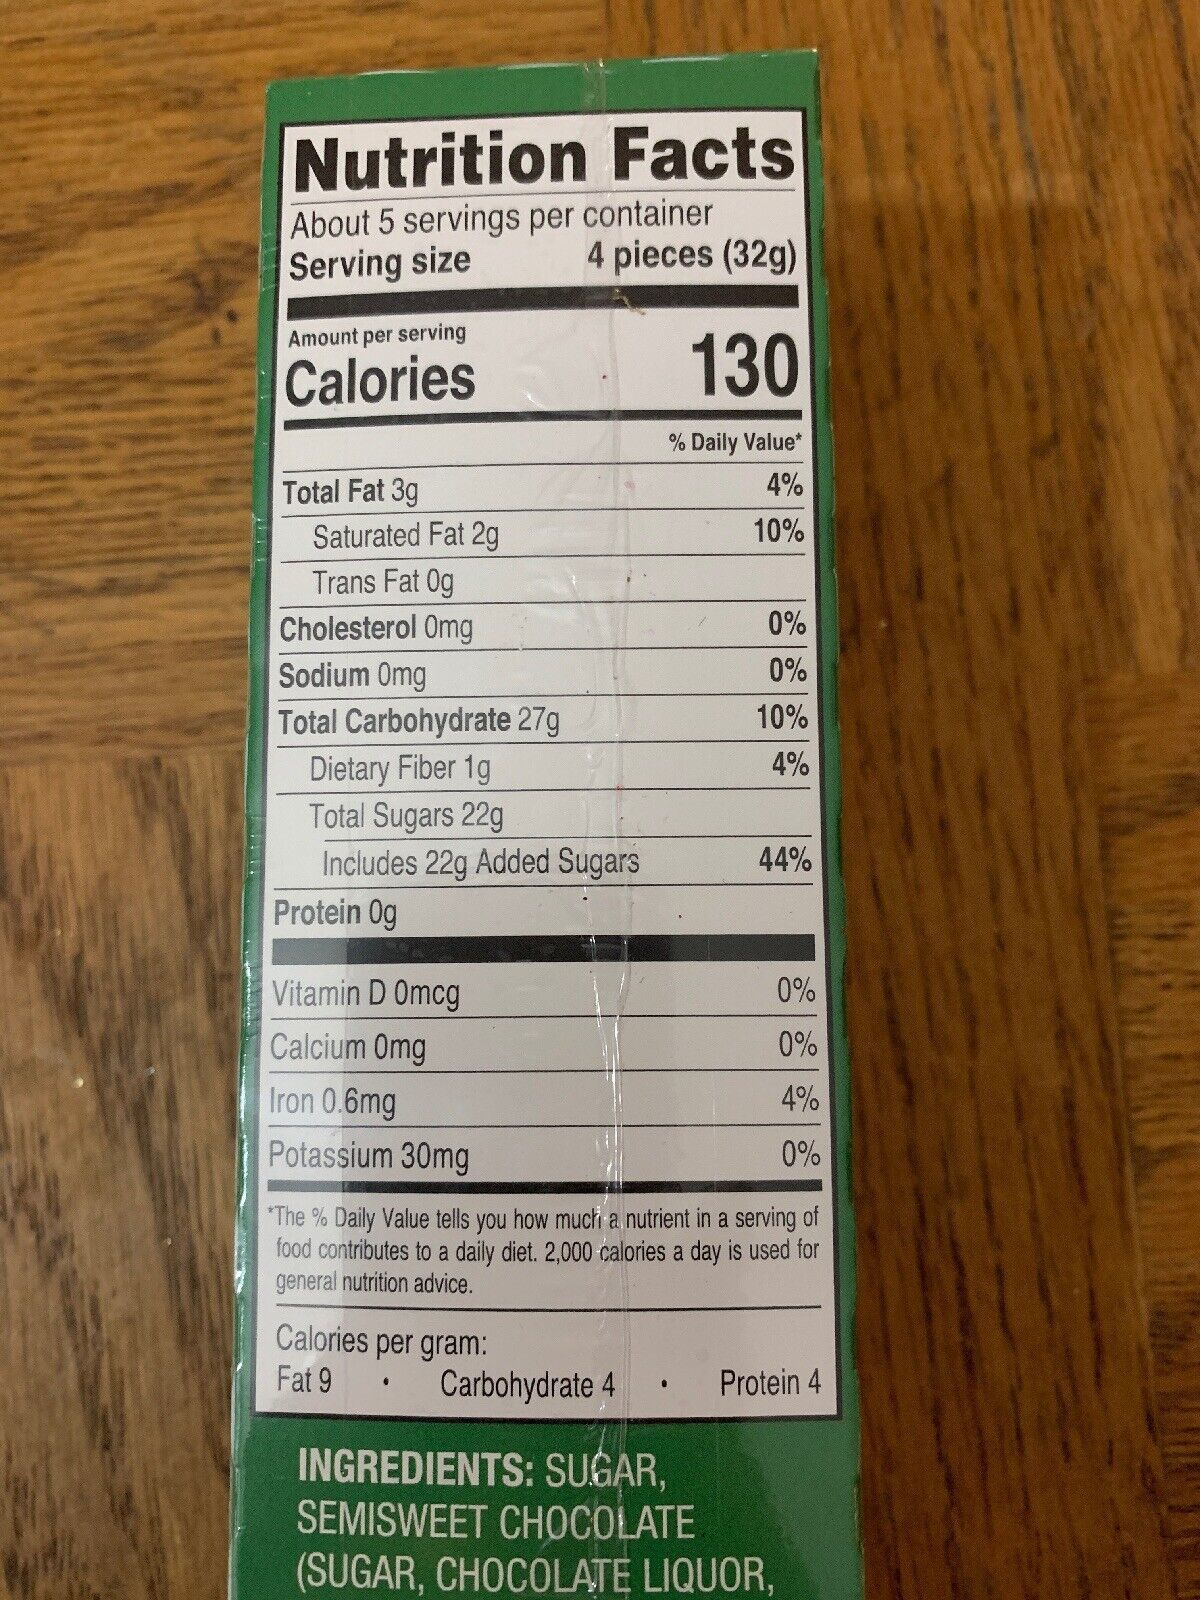 Nutrition Facts
About 5 servings per container
Serving size 4 pieces (32g)
Amount per serving
Calories 130
% Daily Value*
Total Fat 3g 4%
Saturated Fat 2g 10%
Trans Fat 0g
Cholesterol 0mg 0%
Sodium 0mg 0%
Total Carbohydrate 27g 10%
Dietary Fiber 1g 4%
Total Sugars 22g
Includes 22g Added Sugars 44%
Protein 0g
Vitamin D 0mcg 0%
Calcium 0mg 0%
Iron 0.6mg 4%
Potassium 30mg 0%
*The % Daily Value tells you how much a nutrient in a serving of
food contributes to a daily diet. 2,000 calories a day is used for
general nutrition advice.
Calories per gram:
Fat 9 • Carbohydrate 4 • Protein 4
INGREDIENTS: SUGAR,
SEMISWEET CHOCOLATE
(SUGAR, CHOCOLATE LIQUOR,